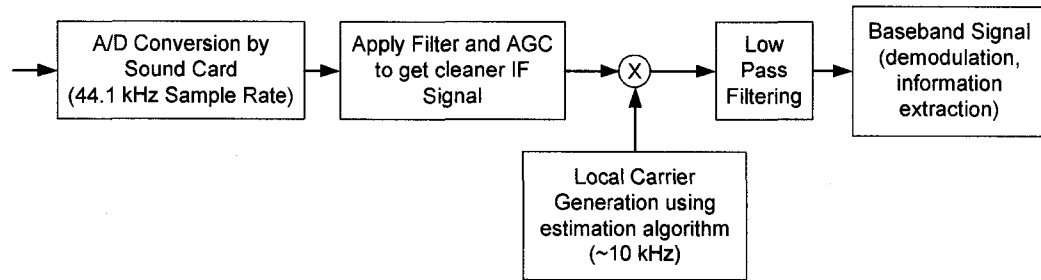 A/D Conversion by
Sound Card
(44.1 kHz Sample Rate)
Apply Filter and AGC
to get cleaner IF
Signal
X
Low
Pass
Filtering
Baseband Signal
(demodulation,
information
extraction)
Local Carrier
Generation using
estimation algorithm
(~10 kHz)